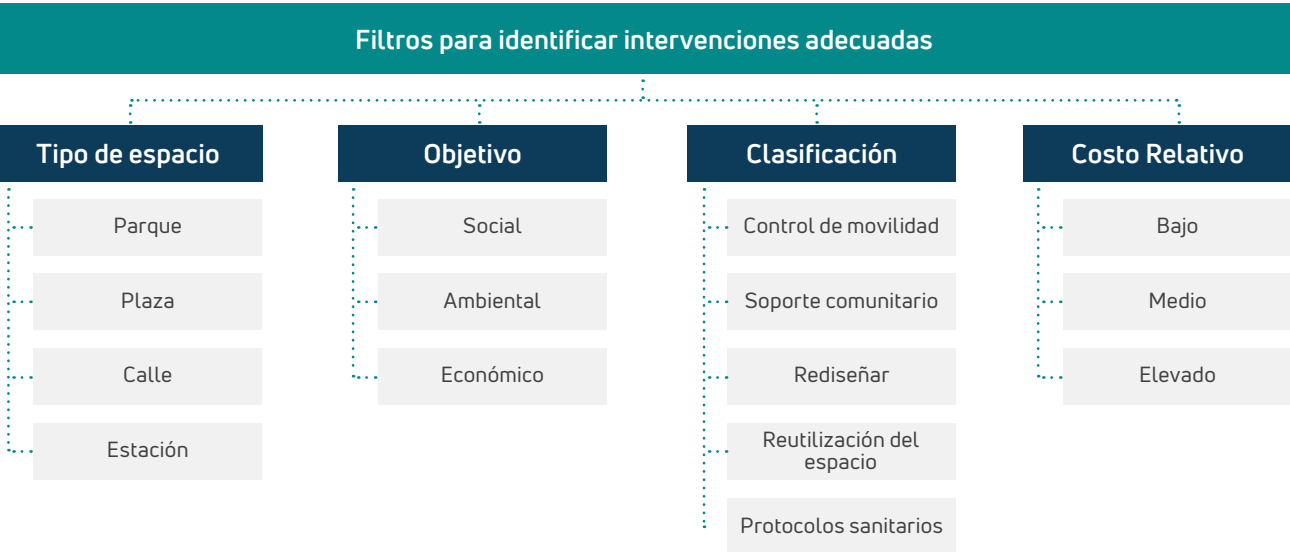 Filtros para identificar intervenciones adecuadas
Tipo de espacio
Parque
Plaza
Calle
Estación
Objetivo
Social
Ambiental
Económico
Clasificación
Control de movilidad
Soporte comunitario
Rediseñar
Reutilización del
espacio
Protocolos sanitarios
Costo Relativo
Bajo
Medio
Elevado